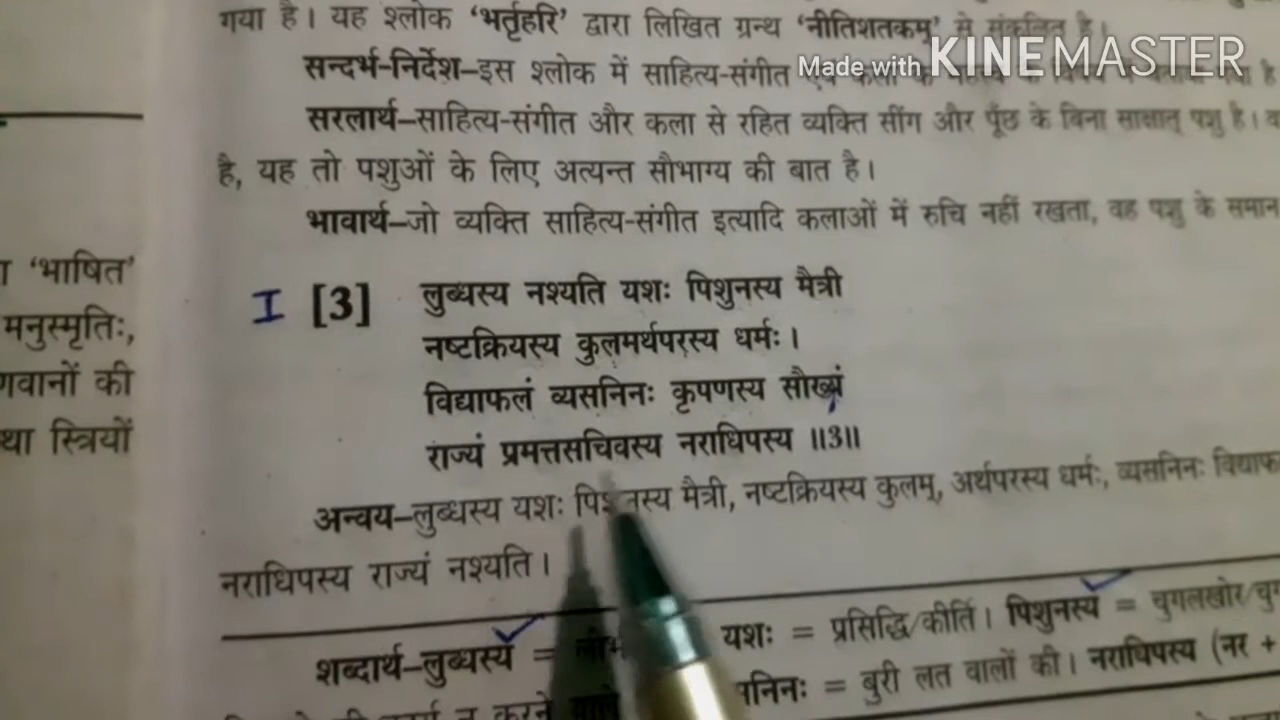 गया है। यह श्लोक 'भर्तृहरि' द्वारा लिखित ग्रन्थ 'नीतिशतकम्' से संकलित है।
सन्दर्भ-निर्देश-इस श्लोक में साहित्य-संगीत
Made with KINEMASTER
सरलार्थ-साहित्य-संगीत और कला से रहित व्यक्ति सींग और पूँछ के बिना साक्षात् पशु है।
है, यह तो पशुओं के लिए अत्यन्त सौभाग्य की बात है।
भावार्थ-जो व्यक्ति साहित्य-संगीत इत्यादि कलाओं में रुचि नहीं रखता, वह पशु के समान
'भाषित'
मनुस्मृतिः,
की
स्त्रियों
I [3] लुब्धस्य नश्यति यशः पिशुनस्य मैत्री
नष्टक्रियस्य कुलमर्थपरस्य धर्मः।
विद्याफलं व्यसनिनः कृपणस्य सौख्यं
राज्यं प्रमत्तसचिवस्य नराधिपस्य ॥3॥
अन्वय-लुब्धस्य यशः पिशुनस्य मैत्री, नष्टक्रियस्य कुलम्, अर्थपरस्य धर्मः, व्यसनिनः
नराधिपस्य राज्यं नश्यति।
शब्दार्थ-लुब्धस्य = यशः = प्रसिद्धि/कीर्ति। पिशुनस्य = चुगलखोर/
= बुरी लत वालों की। नराधिपस्य (नर +
न करने